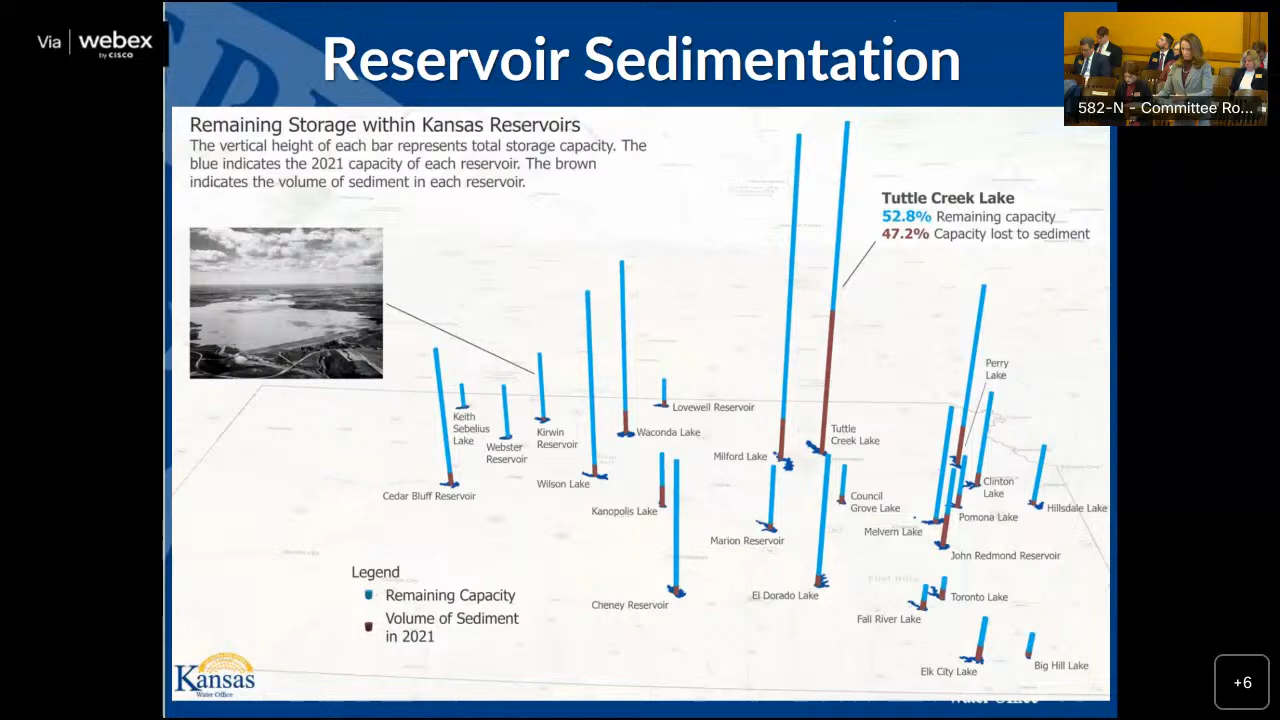 Via webex
by CISCO
Reservoir Sedimentation
582-N - Committee Ro...
Remaining Storage within Kansas Reservoirs
The vertical height of each bar represents total storage capacity. The
blue indicates the 2021 capacity of each reservoir. The brown
indicates the volume of sediment in each reservoir.
Tuttle Creek Lake
52.8% Remaining capacity
47.2% Capacity lost to sediment
Perry
Lake
Lovewell Reservoir
Keith
Sebelius
Lake
Webster
Reservoir
Kirwin
Reservoir
Waconda Lake
Tuttle
Creek Lake
Milford Lake
Wilson Lake
Cedar Bluff Reservoir
Kanopolis Lake
Council
Grove Lake
Clinton
Lake
Hillsdale Lake
Pomona Lake
Melvern Lake
Marion Reservoir
John Redmond Reservoir
Legend
Remaining Capacity
Volume of Sediment
in 2021
Cheney Reservoir
El Dorado Lake
Toronto Lake
Fall River Lake
Elk City Lake
Big Hill Lake
Kansas
Water Office
+6